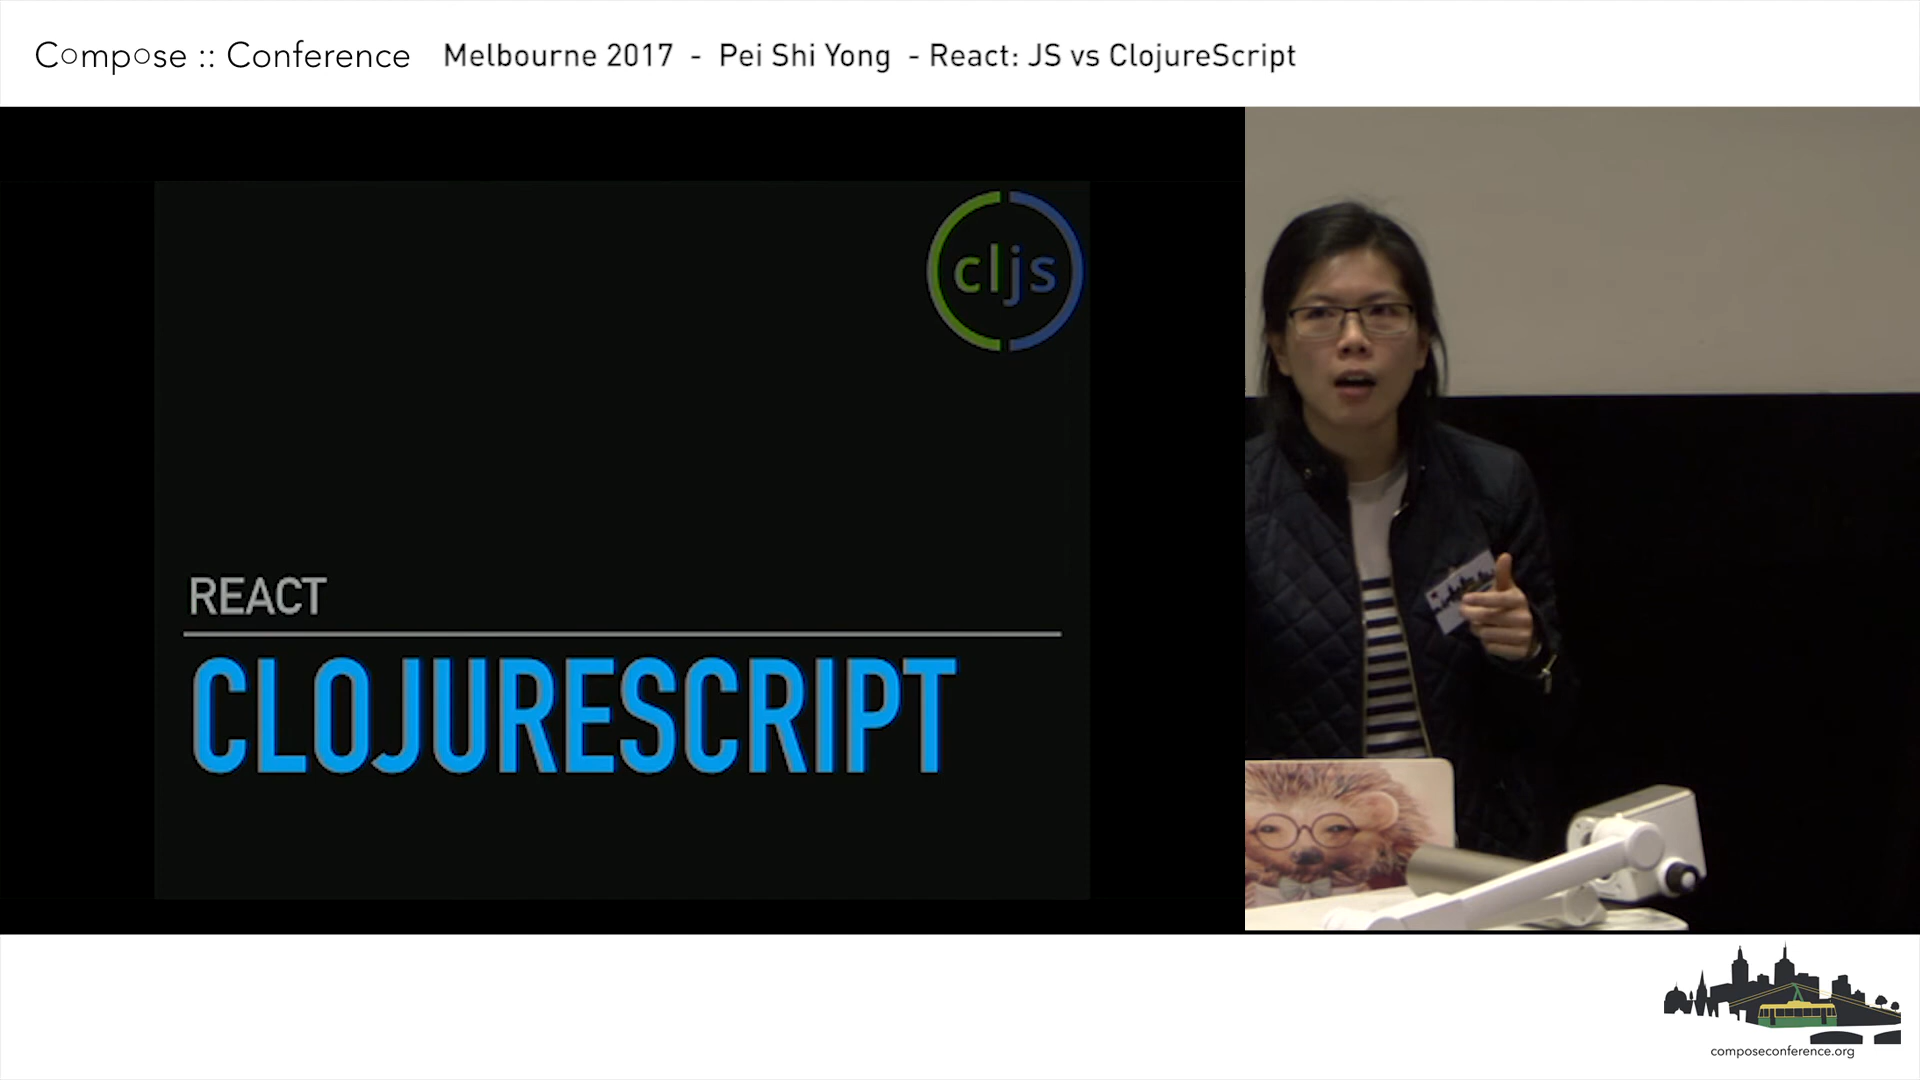 Compose :: Conference Melbourne 2017 - Pei Shi Yong - React: JS vs ClojureScript
cljs
REACT
CLOJURESCRIPT
composeconference.org